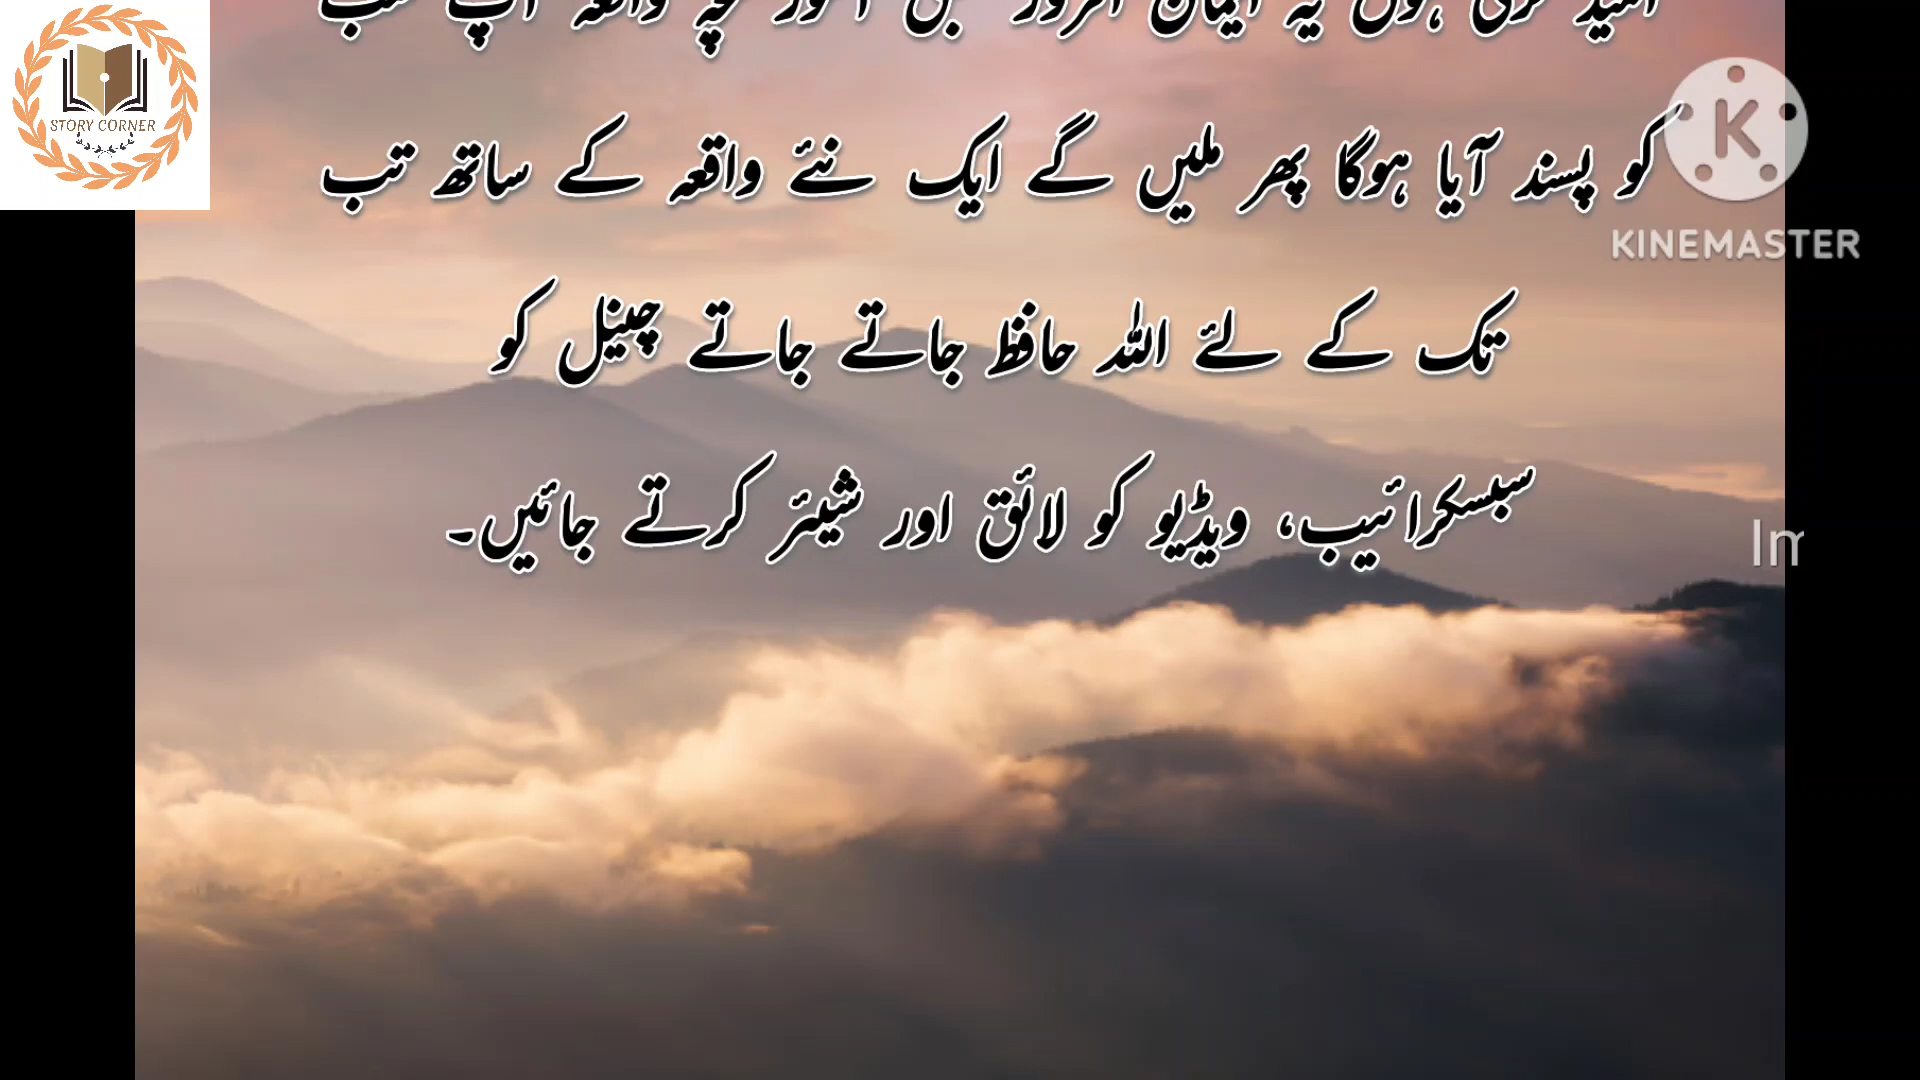 STORY CORNER
کو پسند آیا ہوگا پھر ملیں گے ایک نئے واقعہ کے ساتھ تب
KINEMASTER
تک کے لئے اللہ حافظ جاتے جاتے چینل کو
سبسکرائیب، ویڈیو کو لائق اور شیئر کرتے جائیں۔
Im